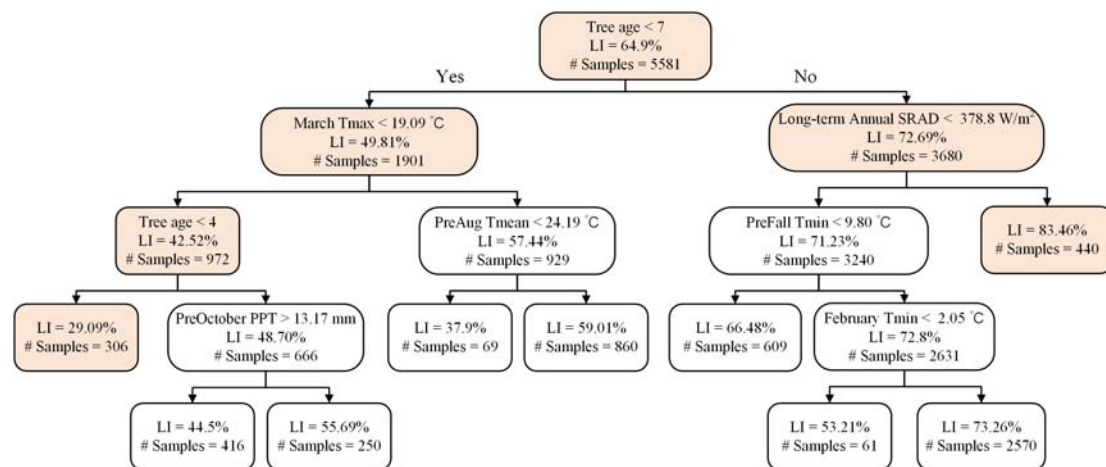 Tree age < 7
LI = 64.9%
# Samples = 5581
Yes
No
March Tmax < 19.09 ℃
LI = 49.81%
# Samples = 1901
Long-term Annual SRAD < 378.8 W/m²
LI = 72.69%
# Samples = 3680
Tree age < 4
LI = 42.52%
# Samples = 972
PreAug Tmean < 24.19 ℃
LI = 57.44%
# Samples = 929
PreFall Tmin < 9.80 ℃
LI = 71.23%
# Samples = 3240
LI = 83.46%
# Samples = 440
LI = 29.09%
# Samples = 306
PreOctober PPT > 13.17 mm
LI = 48.70%
# Samples = 666
LI = 37.9%
# Samples = 69
LI = 59.01%
# Samples = 860
LI = 66.48%
# Samples = 609
February Tmin < 2.05 ℃
LI = 72.8%
# Samples = 2631
LI = 44.5%
# Samples = 416
LI = 55.69%
# Samples = 250
LI = 53.21%
# Samples = 61
LI = 73.26%
# Samples = 2570